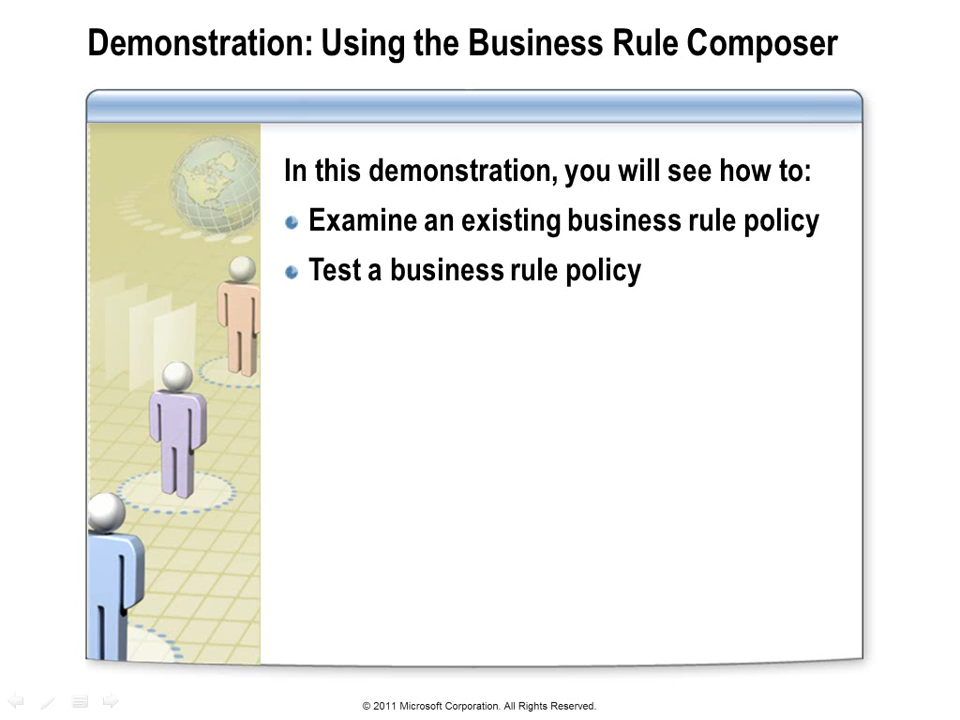 Demonstration: Using the Business Rule Composer
In this demonstration, you will see how to:
Examine an existing business rule policy
Test a business rule policy
© 2011 Microsoft Corporation. All Rights Reserved.